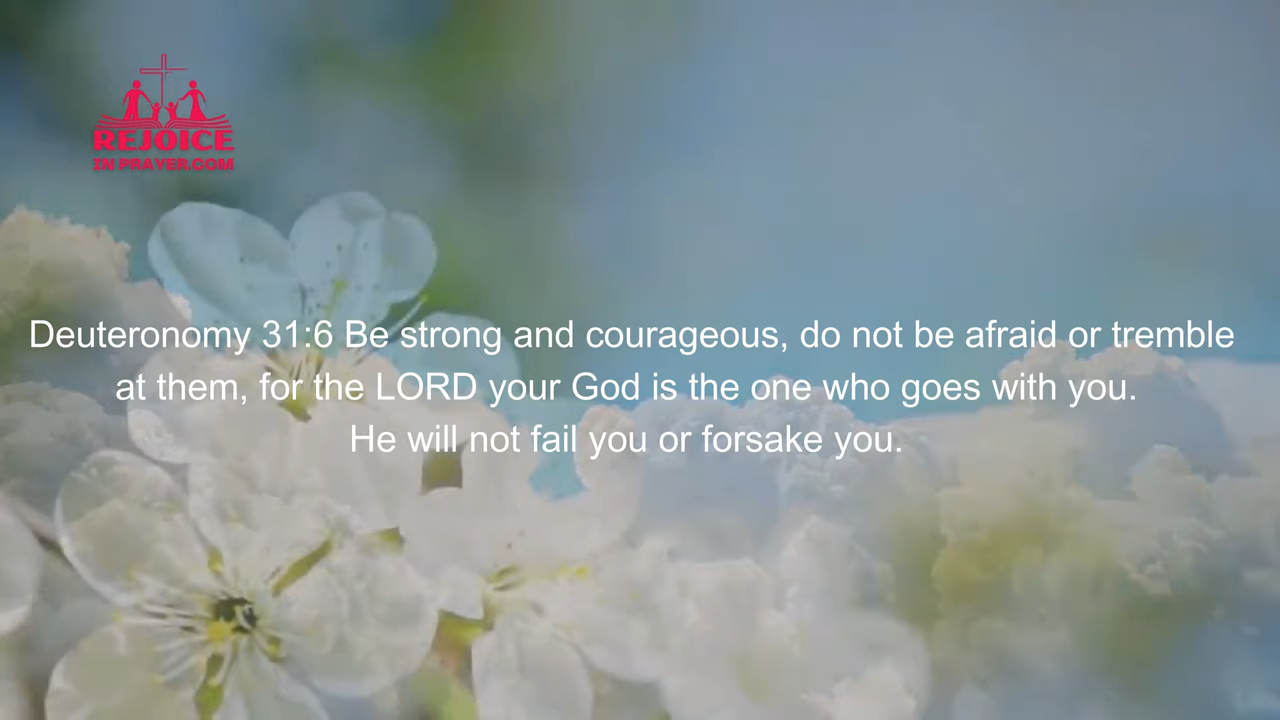 REJOICE
IN PRAYER.COM
Deuteronomy 31:6 Be strong and courageous, do not be afraid or tremble
at them, for the LORD your God is the one who goes with you.
He will not fail you or forsake you.